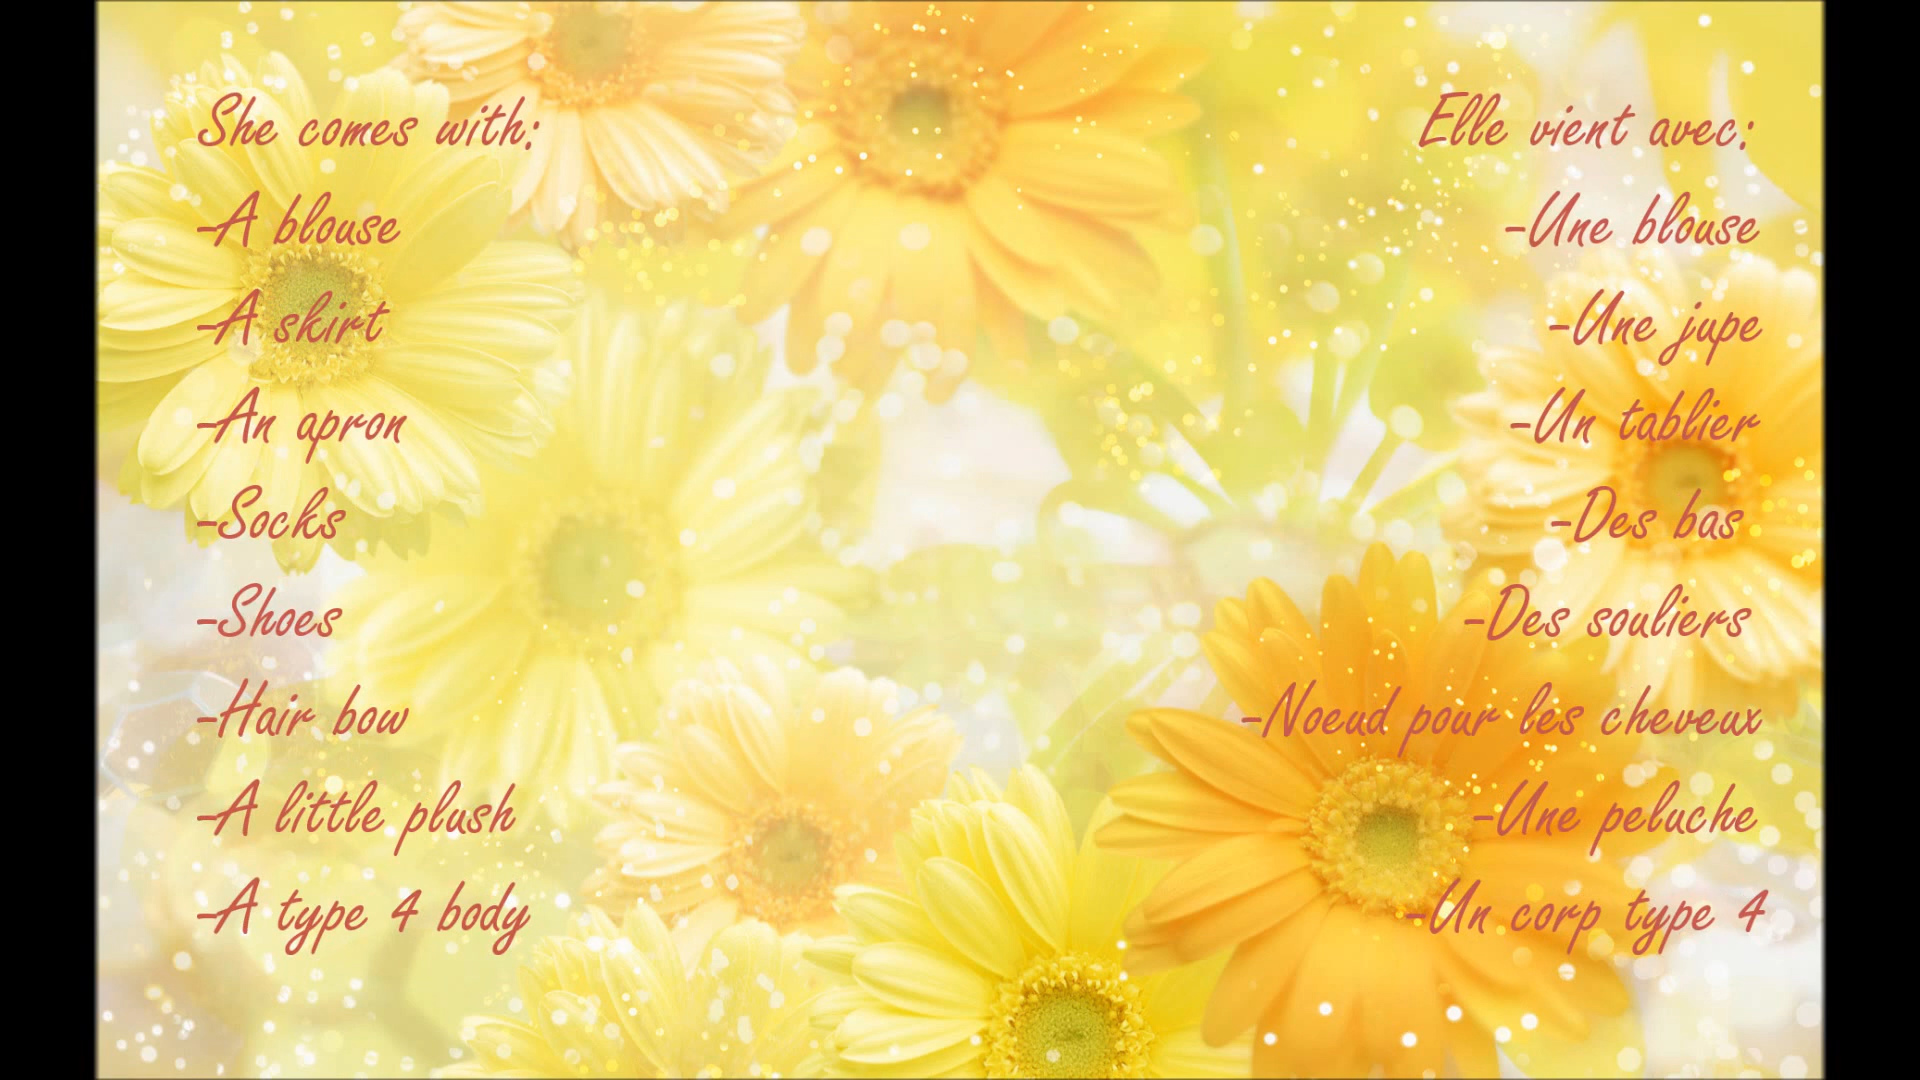 She comes with:
-A blouse
-A skirt
-An apron
-Socks
-Shoes
-Hair bow
-A little plush
-A type 4 body
Elle vient avec:
-Une blouse
-Une jupe
-Un tablier
-Des bas
-Des souliers
-Noeud pour les cheveux
-Une peluche
-Un corp type 4